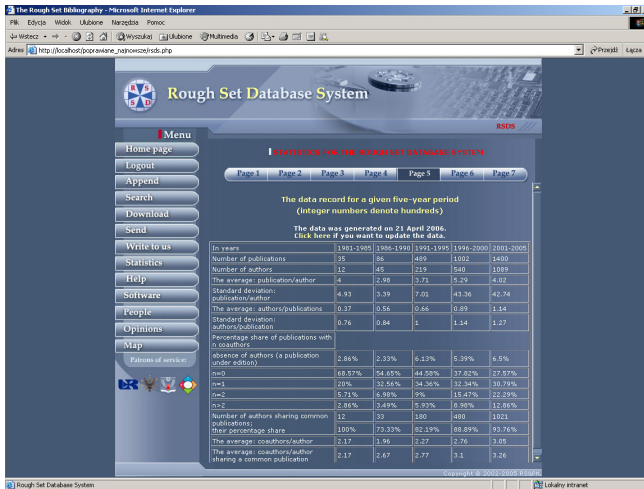 The Rough Set Bibliography - Microsoft Internet Explorer
Plik Edycja Widok Ulubione Narzędzia Pomoc
Wstecz Wyszukaj Ulubione Multimedia
Adres http://localhost/poprawiane_najnowsze/rsds.php Przejdź Łącza
R S
S D
Rough Set Database System
RSDS
Menu
Home page
Logout
Append
Search
Download
Send
Write to us
Statistics
Help
Software
People
Opinions
Map
Patrons of service:
STATISTICS FOR THE ROUGH SET DATABASE SYSTEM
Page 1 Page 2 Page 3 Page 4 Page 5 Page 6 Page 7
The data record for a given five-year period
(integer numbers denote hundreds)
The data was generated on 21 April 2006.
Click here if you want to update the data.
In years 1981-1985 1986-1990 1991-1995 1996-2000 2001-2005
Number of publications 35 86 489 1002 1400
Number of authors 12 45 219 540 1089
The average: publication/author 4 2.98 3.71 5.29 4.02
Standard deviation:
publication/author 4.93 3.39 7.01 43.36 42.74
The average: authors/publications 0.37 0.56 0.66 0.89 1.14
Standard deviation:
authors/publication 0.76 0.84 1 1.14 1.27
Percentage share of publications with
n coauthors
absence of authors (a publication
under edition) 2.86% 2.33% 6.13% 5.39% 6.5%
n=0 68.57% 54.65% 44.58% 37.82% 27.57%
n=1 20% 32.56% 34.36% 32.34% 30.79%
n=2 5.71% 6.98% 9% 15.47% 22.29%
n>2 2.86% 3.49% 5.93% 8.98% 12.86%
Number of authors sharing common
publications; 12 33 180 480 1021
their percentage share 100% 73.33% 82.19% 88.89% 93.76%
The average: coauthors/author 2.17 1.96 2.27 2.76 3.05
The average: coauthors/author
sharing a common publication 2.17 2.67 2.77 3.1 3.26
Copyright © 2002-2005 RS&PN
Rough Set Database System Lokalny intranet